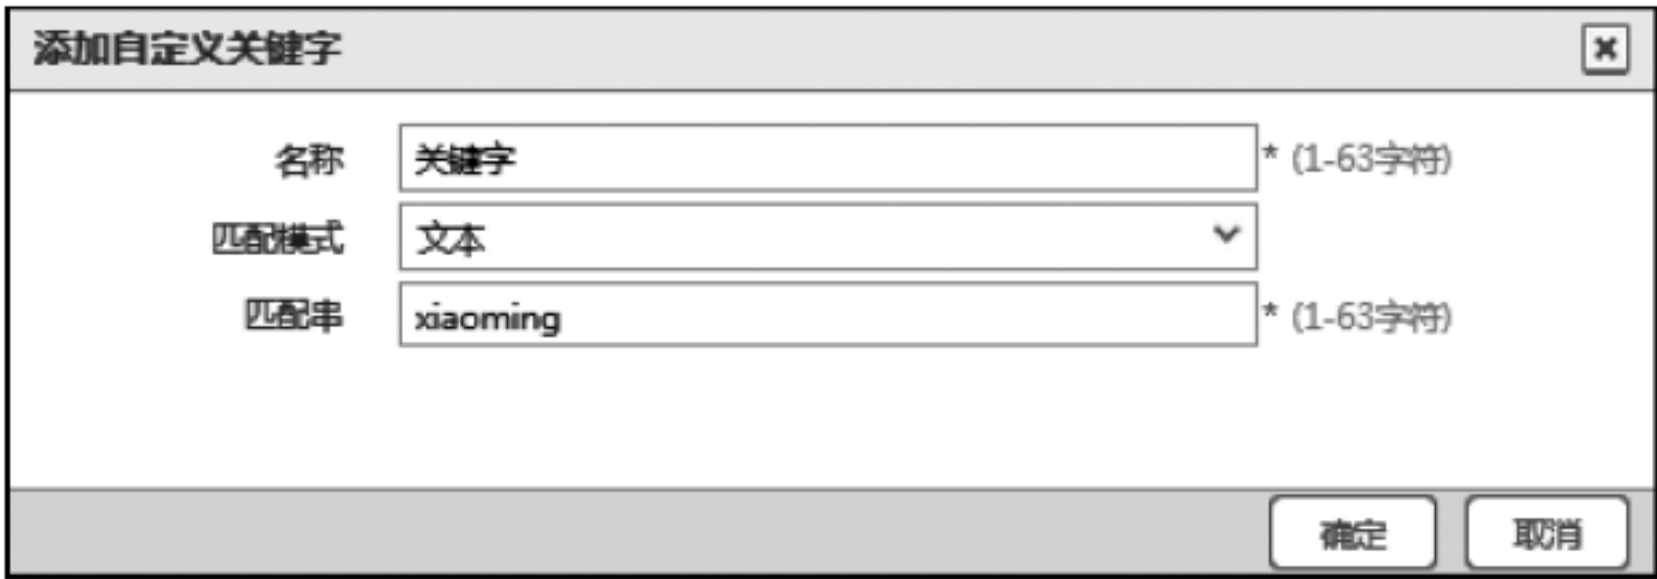 添加自定义关键字
名称 关键字 * (1-63字符)
匹配模式 文本
匹配串 xiaoming * (1-63字符)
确定 取消